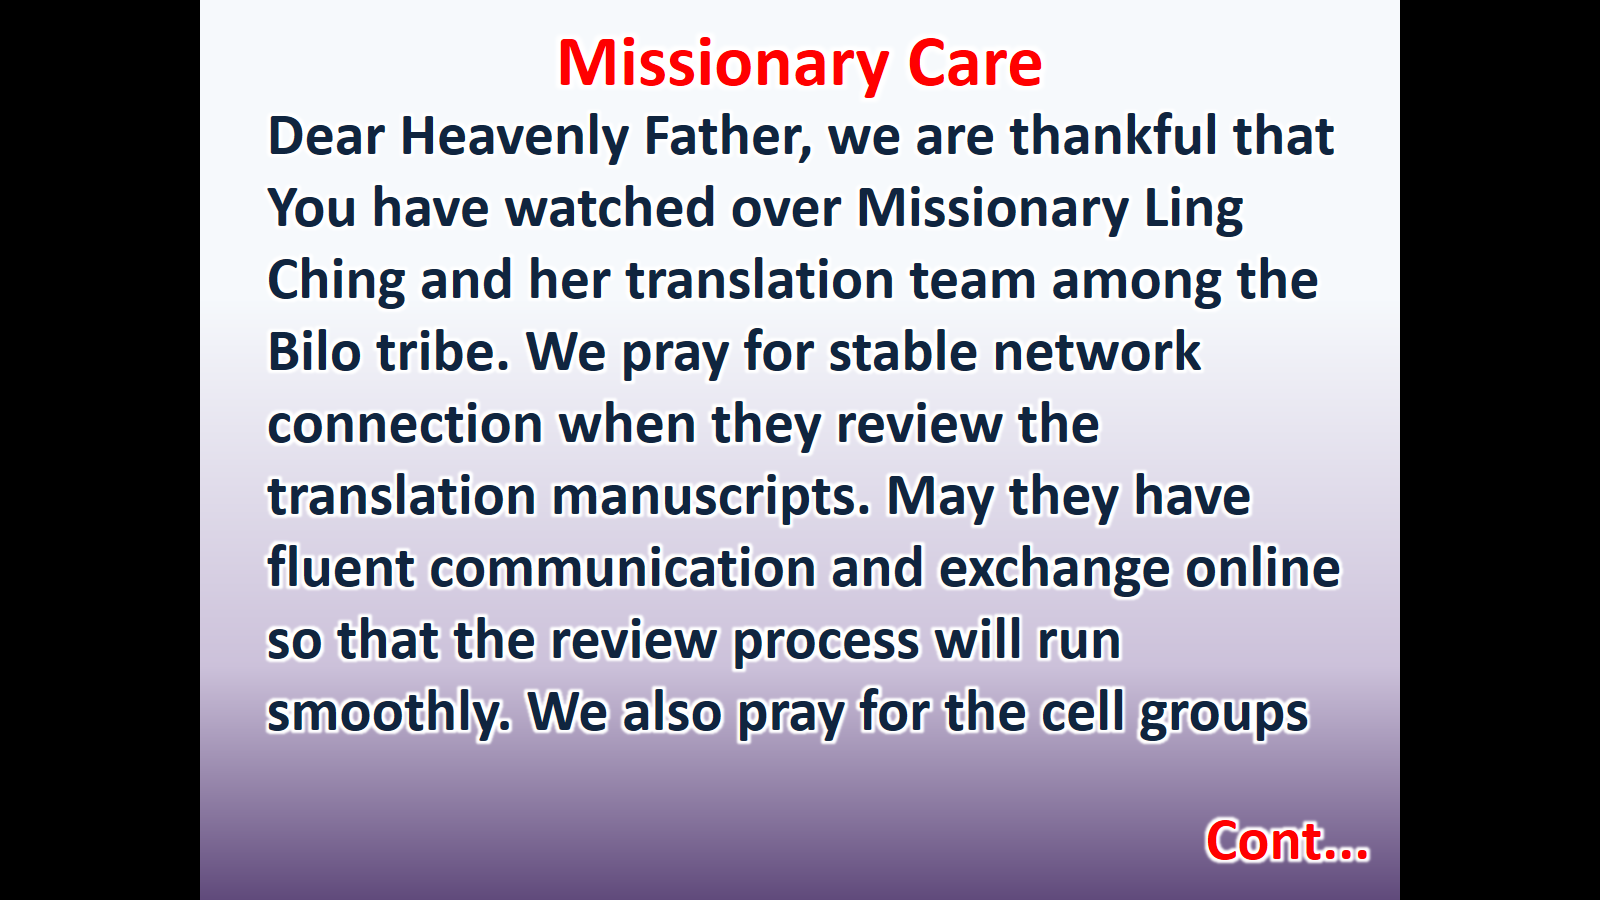 Missionary Care
Dear Heavenly Father, we are thankful that
You have watched over Missionary Ling
Ching and her translation team among the
Bilo tribe. We pray for stable network
connection when they review the
translation manuscripts. May they have
fluent communication and exchange online
so that the review process will run
smoothly. We also pray for the cell groups
Cont...